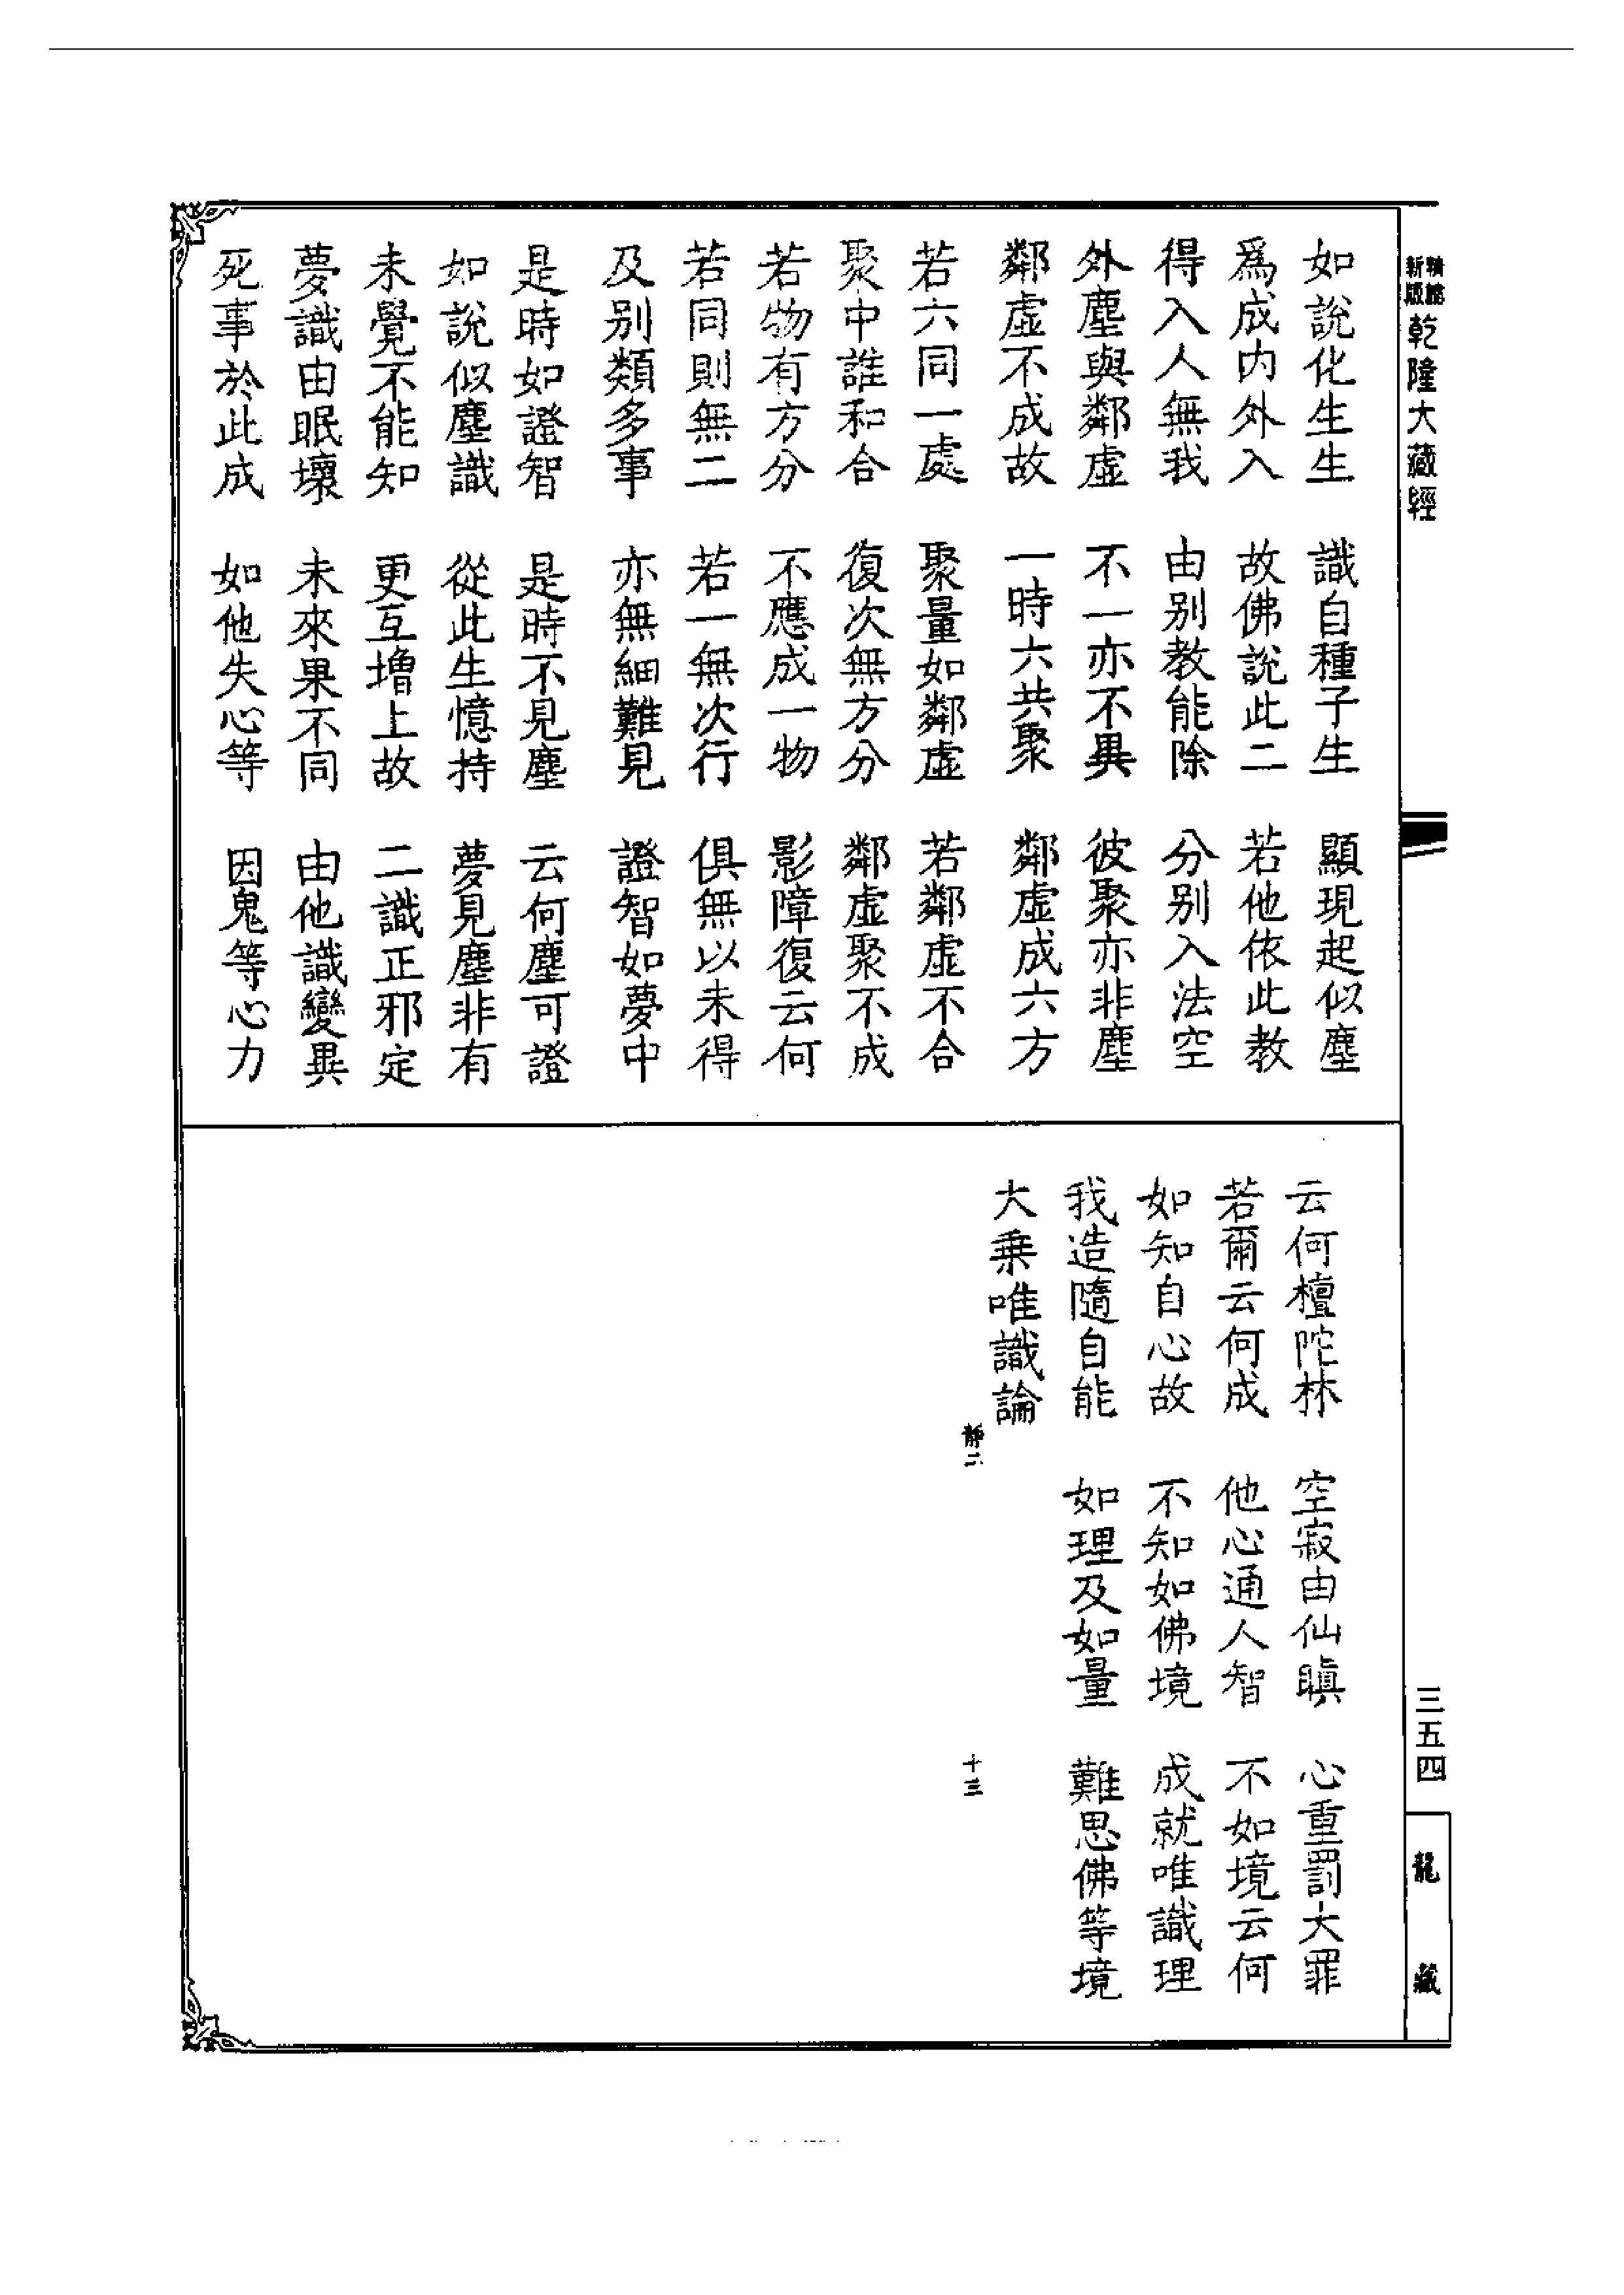 新版精缩乾隆大藏經
如說化生生 識自種子生 顯現起似塵
爲成內外入 故佛說此二 若他依此教
得入人無我 由別教能除 分別入法空
外塵與鄰虛 不一亦不異 彼聚亦非塵
鄰虛不成故 一時六共聚 鄰虛成六方
若六同一處 聚量如鄰虛 若鄰虛不合
聚中誰和合 復次無方分 鄰虛聚不成
若物有方分 不應成一物 影障復云何
若同則無二 若一無次行 俱無以未得
及別類多事 亦無細難見 證智如夢中
是時如證智 是時不見塵 云何塵可證
如說似塵識 從此生憶持 夢見塵非有
未覺不能知 更互增上故 二識正邪定
夢識由眠壞 未來果不同 由他識變異
死事於此成 如他失心等 因鬼等心力
云何檀陀林 空寂由仙瞋 心重罰大罪
若爾云何成 他心通人智 不如境云何
如知自心故 不知如佛境 成就唯識理
我造隨自能 如理及如量 難思佛等境
大乗唯識論
靜二 十三
三五四
龍藏